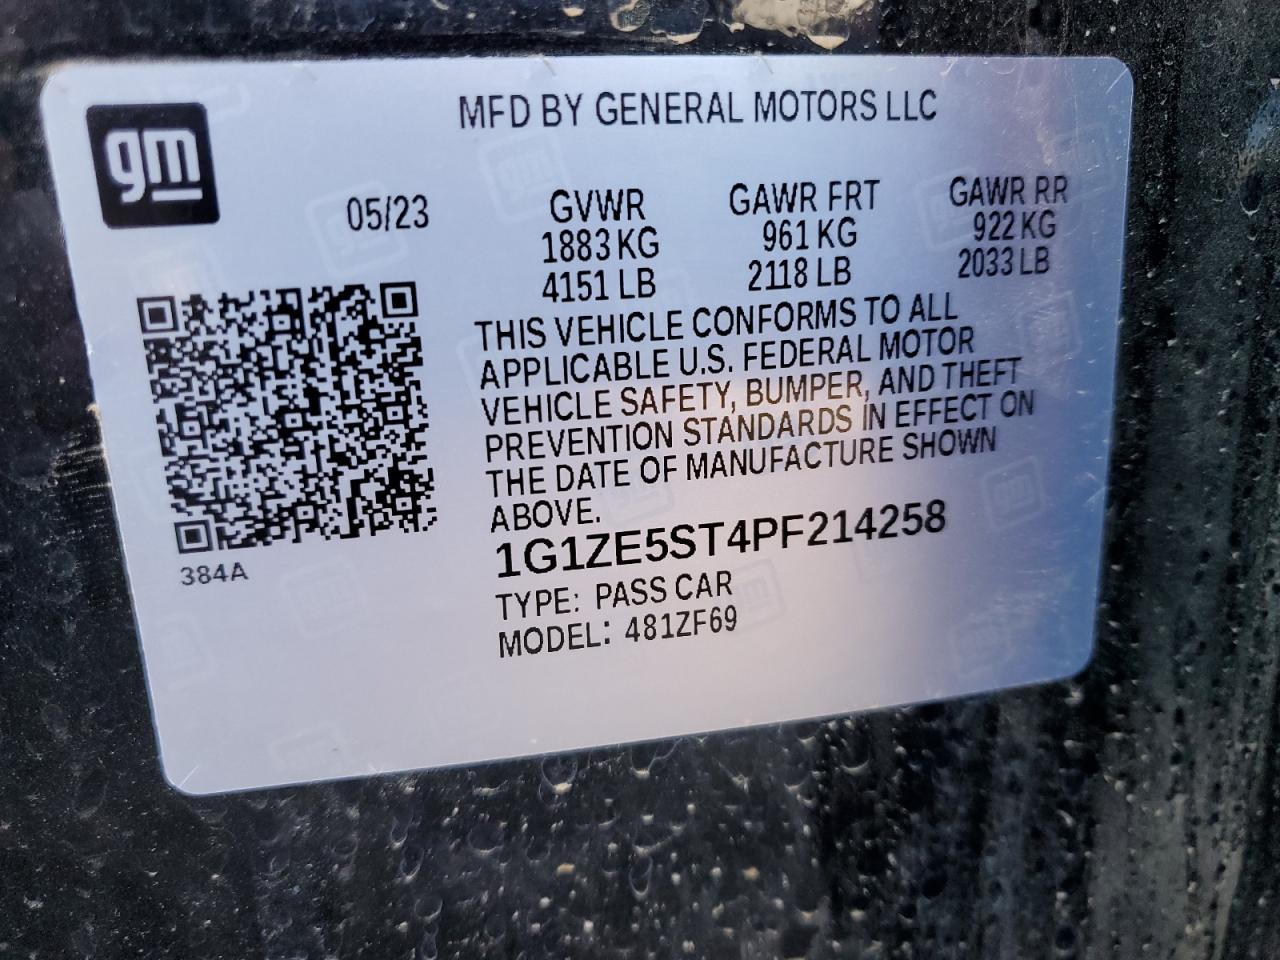 gm
MFD BY GENERAL MOTORS LLC
05/23
GVWR
1883 KG
4151 LB
GAWR FRT
961 KG
2118 LB
GAWR RR
922 KG
2033 LB
THIS VEHICLE CONFORMS TO ALL
APPLICABLE U.S. FEDERAL MOTOR
VEHICLE SAFETY, BUMPER, AND THEFT
PREVENTION STANDARDS IN EFFECT ON
THE DATE OF MANUFACTURE SHOWN
ABOVE.
1G1ZE5ST4PF214258
TYPE: PASS CAR
MODEL: 481ZF69
384A